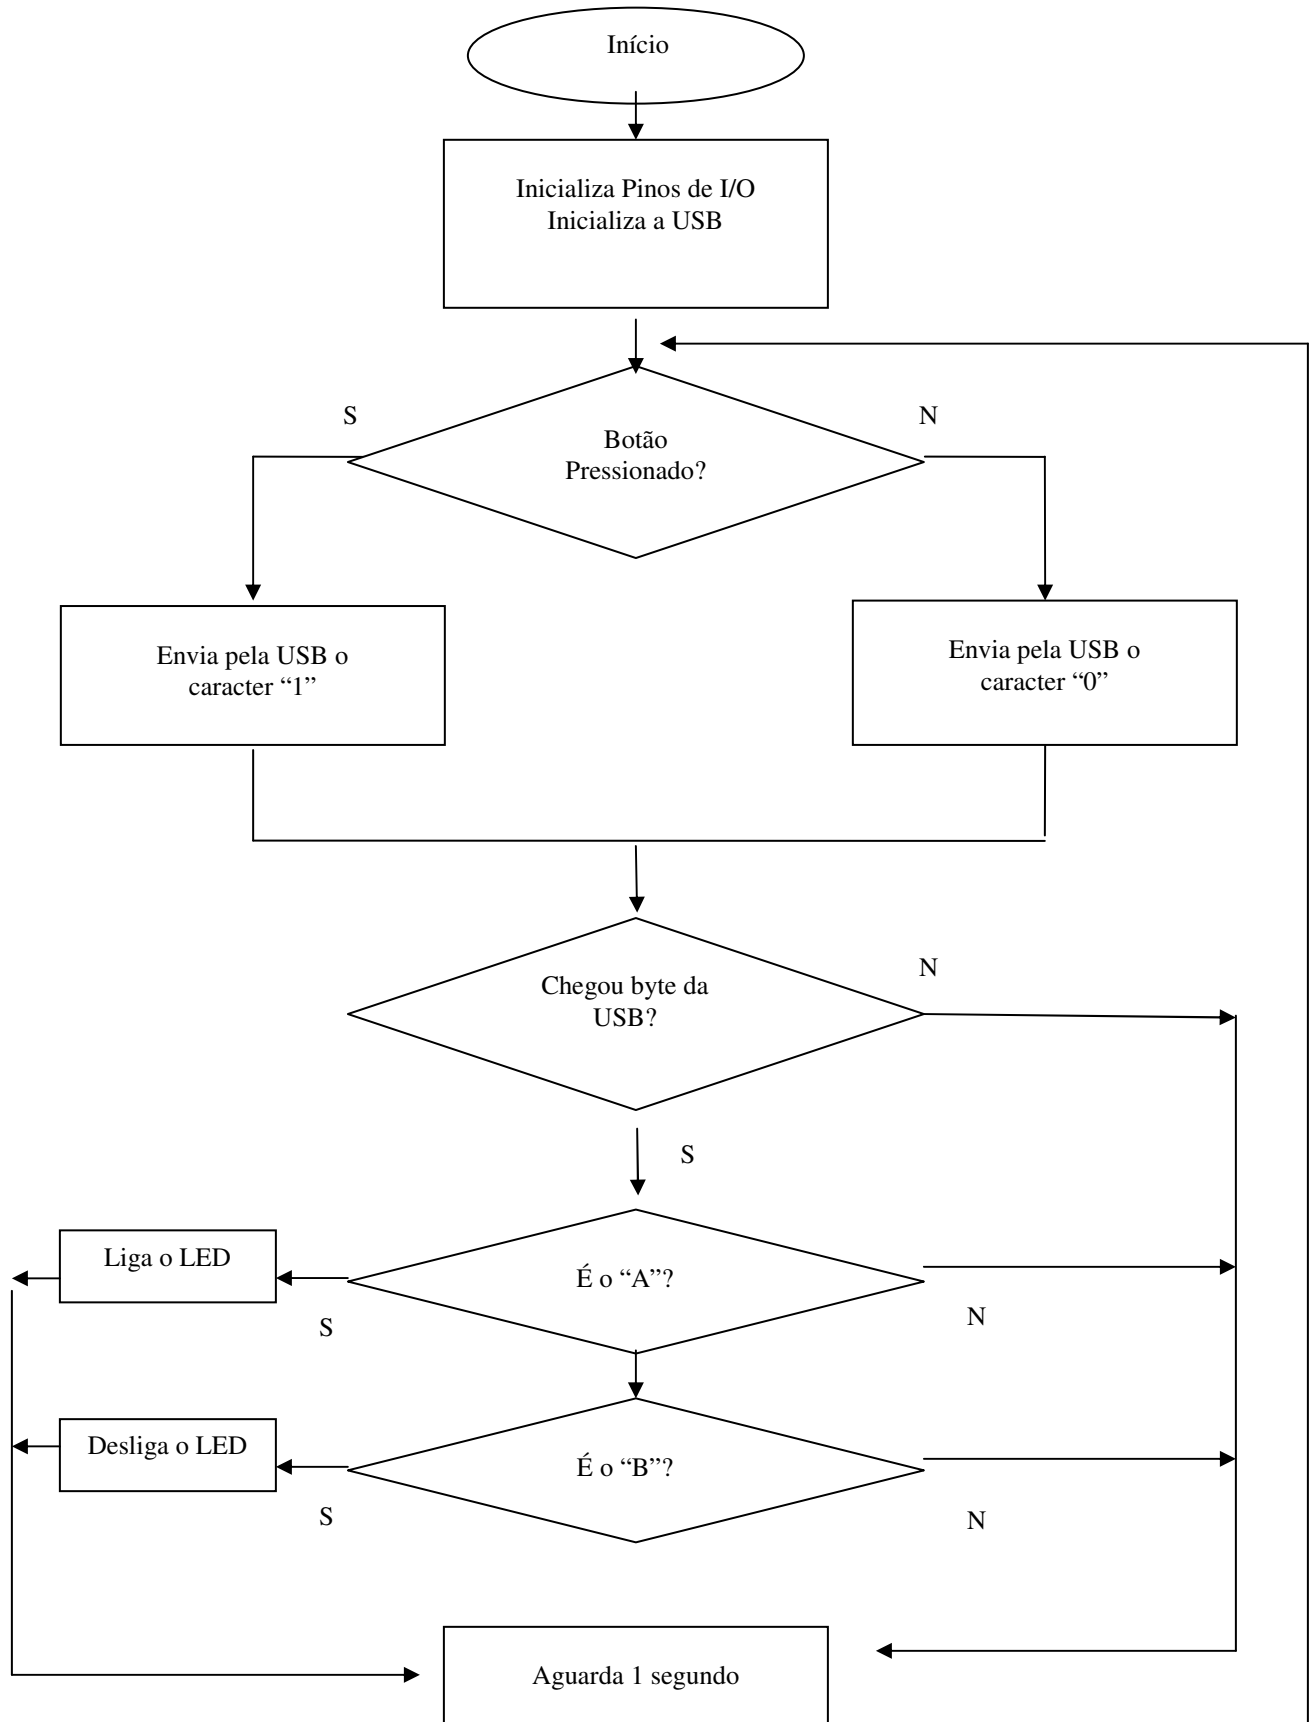 Início
Inicializa Pinos de I/O
Inicializa a USB
S
N
Botão
Pressionado?
Envia pela USB o
caracter “1”
Envia pela USB o
caracter “0”
N
Chegou byte da
USB?
S
Liga o LED
É o “A”?
S
N
Desliga o LED
É o “B”?
S
N
Aguarda 1 segundo